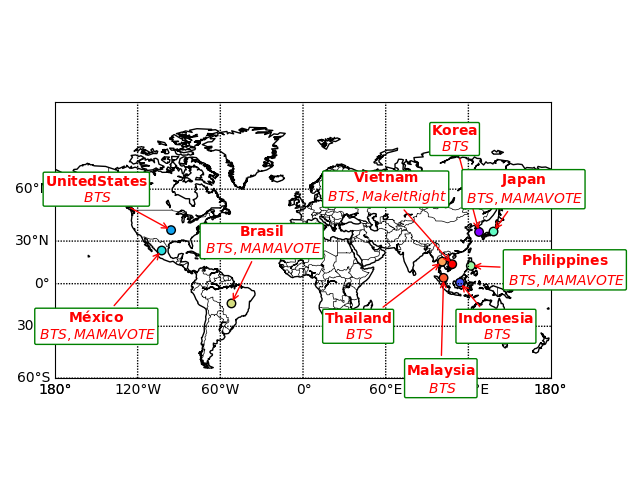 Korea
BTS
Vietnam
BTS, MakeItRight
Japan
BTS, MAMAVOTE
UnitedStates
BTS
Brasil
BTS, MAMAVOTE
Philippines
BTS, MAMAVOTE
México
BTS, MAMAVOTE
Thailand
BTS
Indonesia
BTS
Malaysia
BTS
60°
30°N
0°
30
60°S
180°
120°W
60°W
0°
60°E
°E
180°